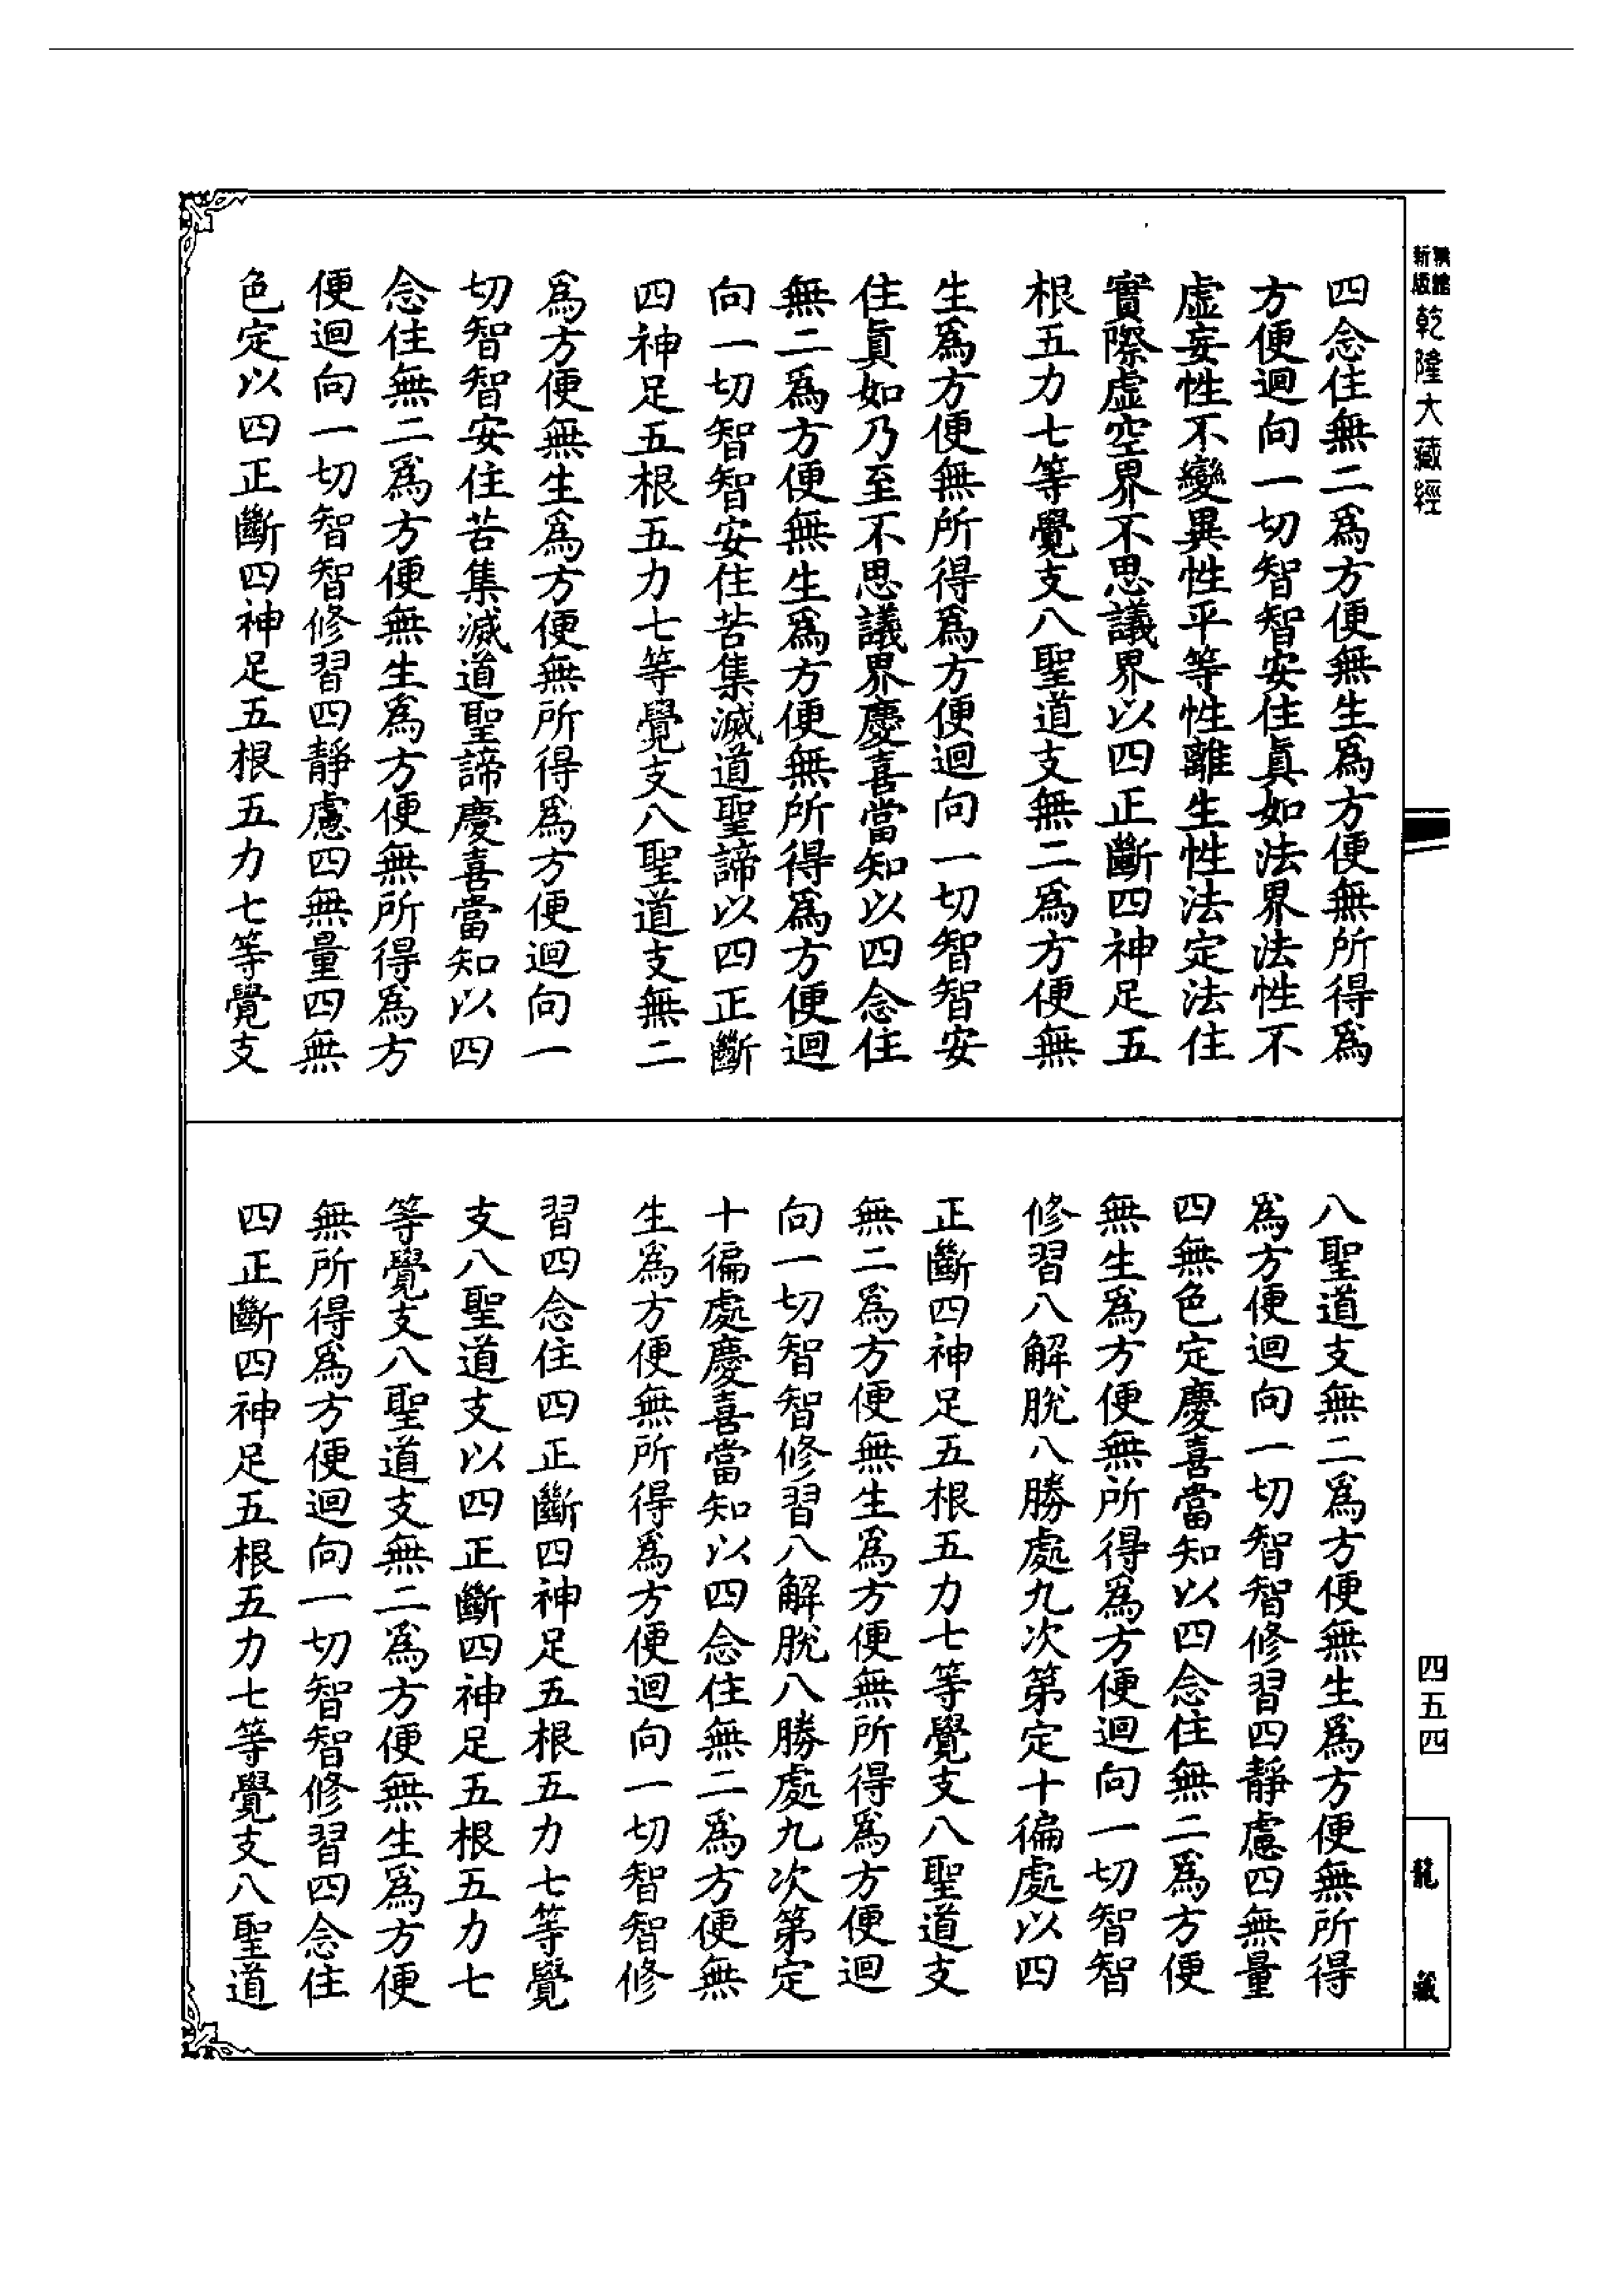 新版
精縮
乾隆大藏經
四五四
龍藏
四念住無二爲方便無生爲方便無所得爲
方便迴向一切智智安住眞如法界法性不
虛妄性不變異性平等性離生性法定法住
實際虛空界不思議界以四正斷四神足五
根五力七等覺支八聖道支無二爲方便無
生爲方便無所得爲方便迴向一切智智安
住眞如乃至不思議界慶喜當知以四念住
無二爲方便無生爲方便無所得爲方便迴
向一切智智安住苦集滅道聖諦以四正斷
四神足五根五力七等覺支八聖道支無二
爲方便無生爲方便無所得爲方便迴向一
切智智安住苦集滅道聖諦慶喜當知以四
念住無二爲方便無生爲方便無所得爲方
便迴向一切智智修習四靜慮四無量四無
色定以四正斷四神足五根五力七等覺支
八聖道支無二爲方便無生爲方便無所得
爲方便迴向一切智智修習四靜慮四無量
四無色定慶喜當知以四念住無二爲方便
無生爲方便無所得爲方便迴向一切智智
修習八解脫八勝處九次第定十徧處以四
正斷四神足五根五力七等覺支八聖道支
無二爲方便無生爲方便無所得爲方便迴
向一切智智修習八解脫八勝處九次第定
十徧處慶喜當知以四念住無二爲方便無
生爲方便無所得爲方便迴向一切智智修
習四念住四正斷四神足五根五力七等覺
支八聖道支以四正斷四神足五根五力七
等覺支八聖道支無二爲方便無生爲方便
無所得爲方便迴向一切智智修習四念住
四正斷四神足五根五力七等覺支八聖道